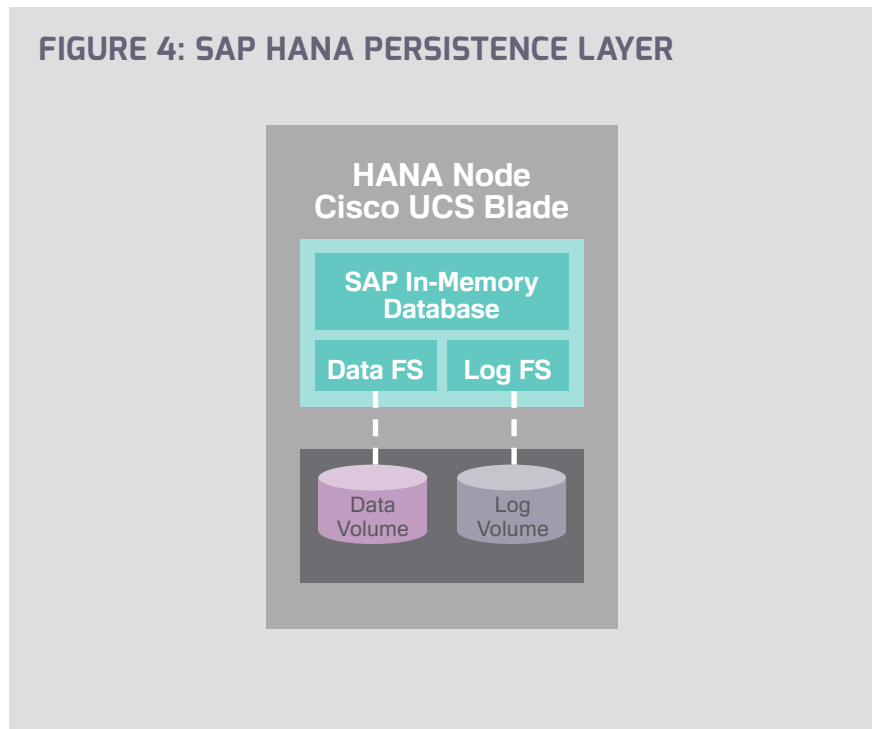 FIGURE 4: SAP HANA PERSISTENCE LAYER
HANA Node
Cisco UCS Blade
SAP In-Memory
Database
Data FS
Log FS
Data
Volume
Log
Volume